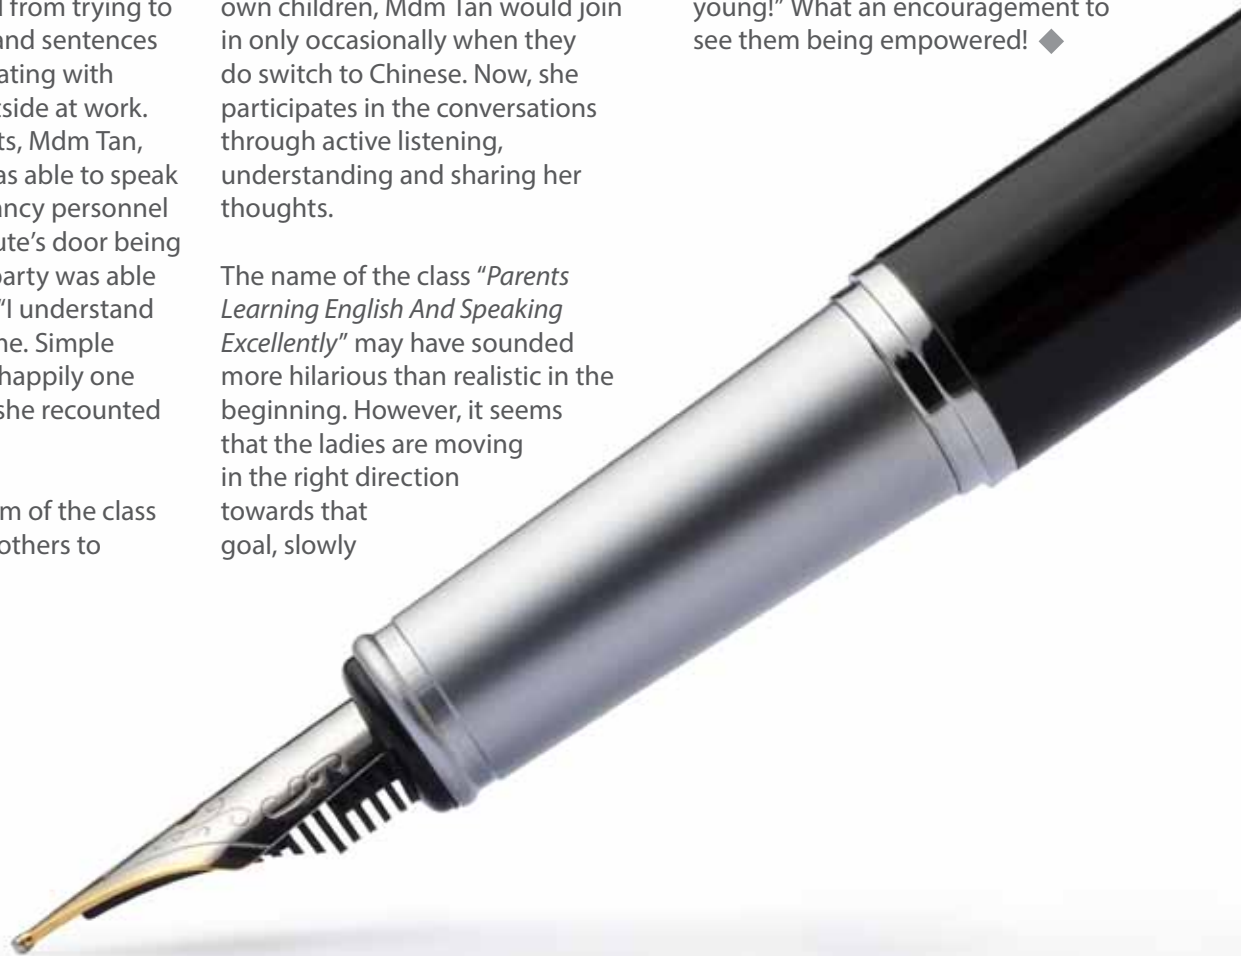 from trying to
and sentences
ating with
tside at work.
ts, Mdm Tan,
as able to speak
ancy personnel
ute’s door being
party was able
“I understand
ne. Simple
happily one
she recounted
m of the class
others to
own children, Mdm Tan would join
in only occasionally when they
do switch to Chinese. Now, she
participates in the conversations
through active listening,
understanding and sharing her
thoughts.
The name of the class “Parents
Learning English And Speaking
Excellently” may have sounded
more hilarious than realistic in the
beginning. However, it seems
that the ladies are moving
in the right direction
towards that
goal, slowly
young!” What an encouragement to
see them being empowered! ◆